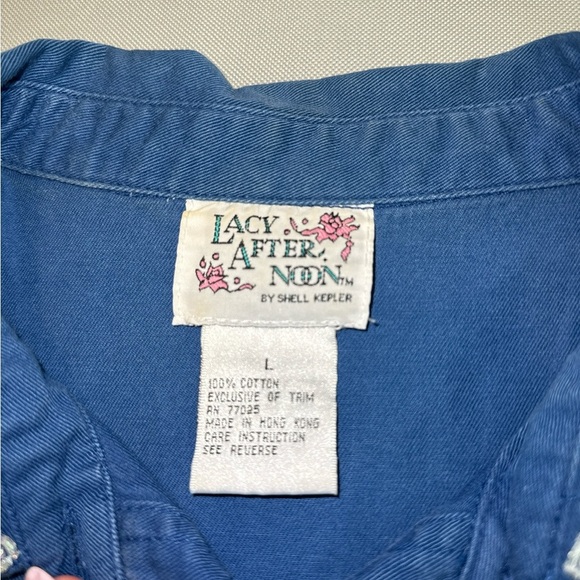 LACY
AFTER
NOON TM
BY SHELL KEPLER
L
100% COTTON
EXCLUSIVE OF TRIM
RN 77025
MADE IN HONG KONG
CARE INSTRUCTION
SEE REVERSE